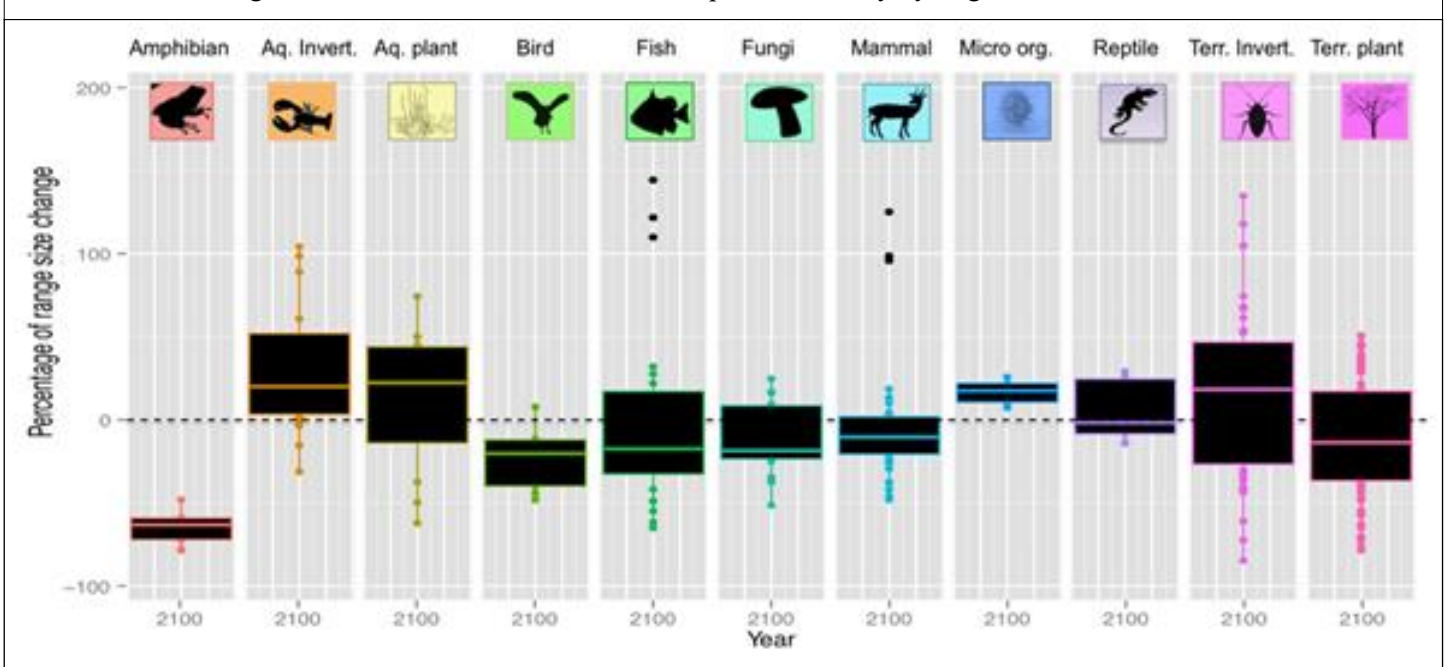 Amphibian Aq. Invert. Aq. plant Bird Fish Fungi Mammal Micro org. Reptile Terr. Invert. Terr. plant
200
100
0
−100
Percentage of range size change
2100 2100 2100 2100 2100 2100 2100 2100 2100 2100 2100
Year